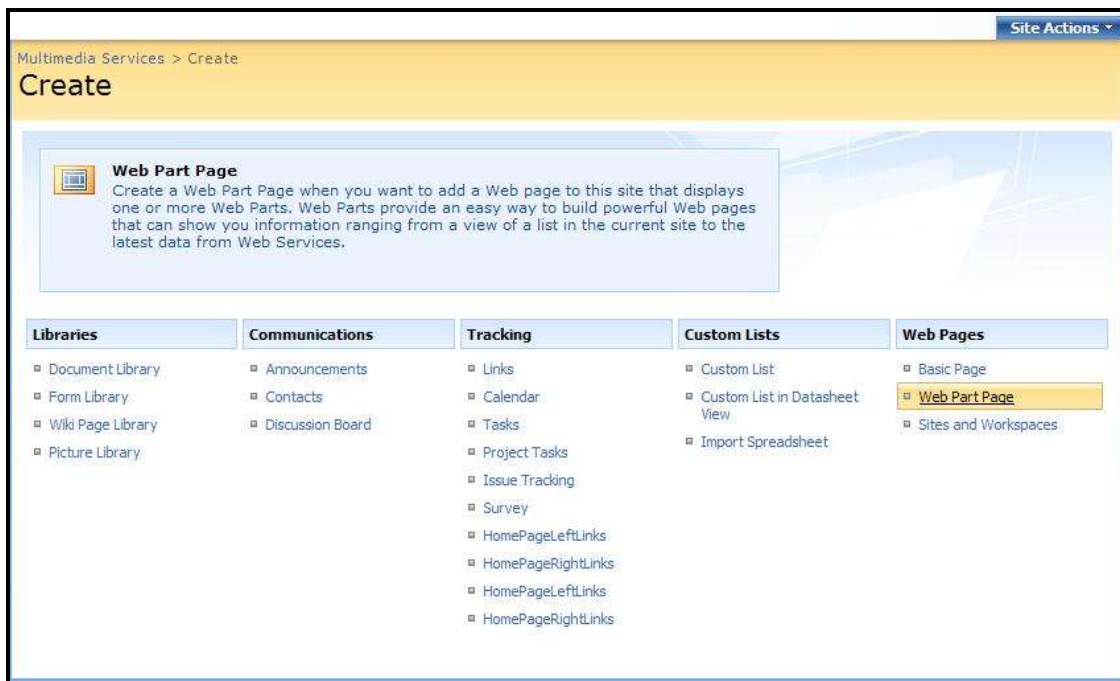 Site Actions
Multimedia Services > Create
Create
Web Part Page
Create a Web Part Page when you want to add a Web page to this site that displays
one or more Web Parts. Web Parts provide an easy way to build powerful Web pages
that can show you information ranging from a view of a list in the current site to the
latest data from Web Services.
Libraries
Document Library
Form Library
Wiki Page Library
Picture Library
Communications
Announcements
Contacts
Discussion Board
Tracking
Links
Calendar
Tasks
Project Tasks
Issue Tracking
Survey
HomePageLeftLinks
HomePageRightLinks
HomePageLeftLinks
HomePageRightLinks
Custom Lists
Custom List
Custom List in Datasheet
View
Import Spreadsheet
Web Pages
Basic Page
Web Part Page
Sites and Workspaces